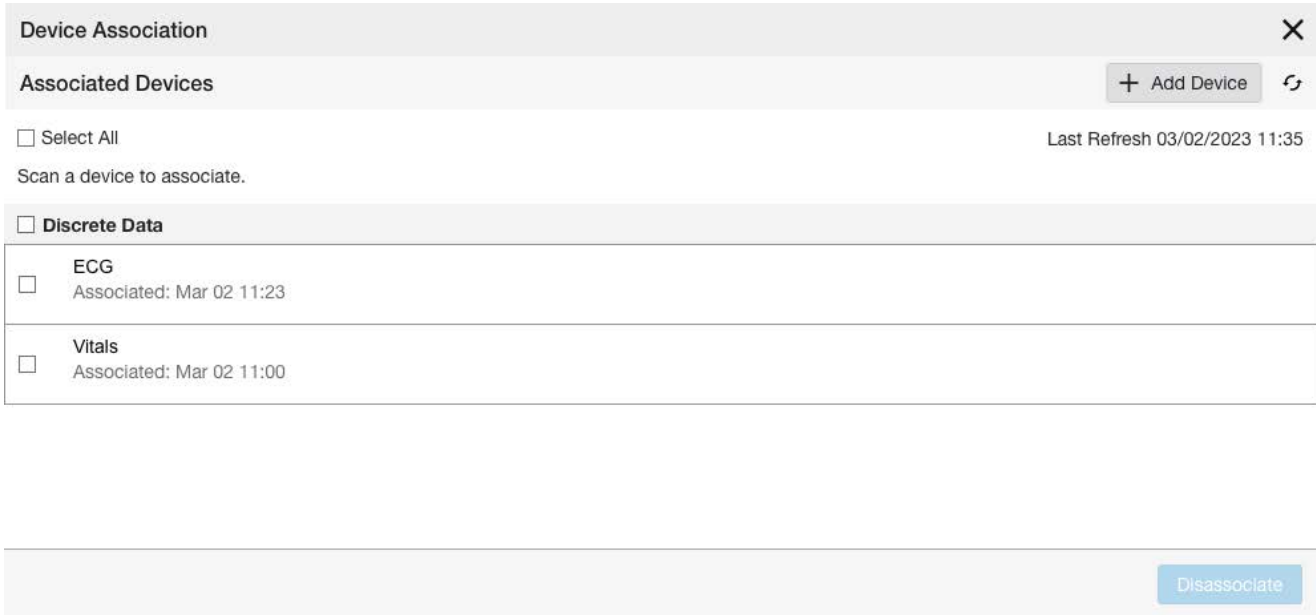 Device Association
Associated Devices
+ Add Device
Select All
Last Refresh 03/02/2023 11:35
Scan a device to associate.
Discrete Data
ECG
Associated: Mar 02 11:23
Vitals
Associated: Mar 02 11:00
Disassociate